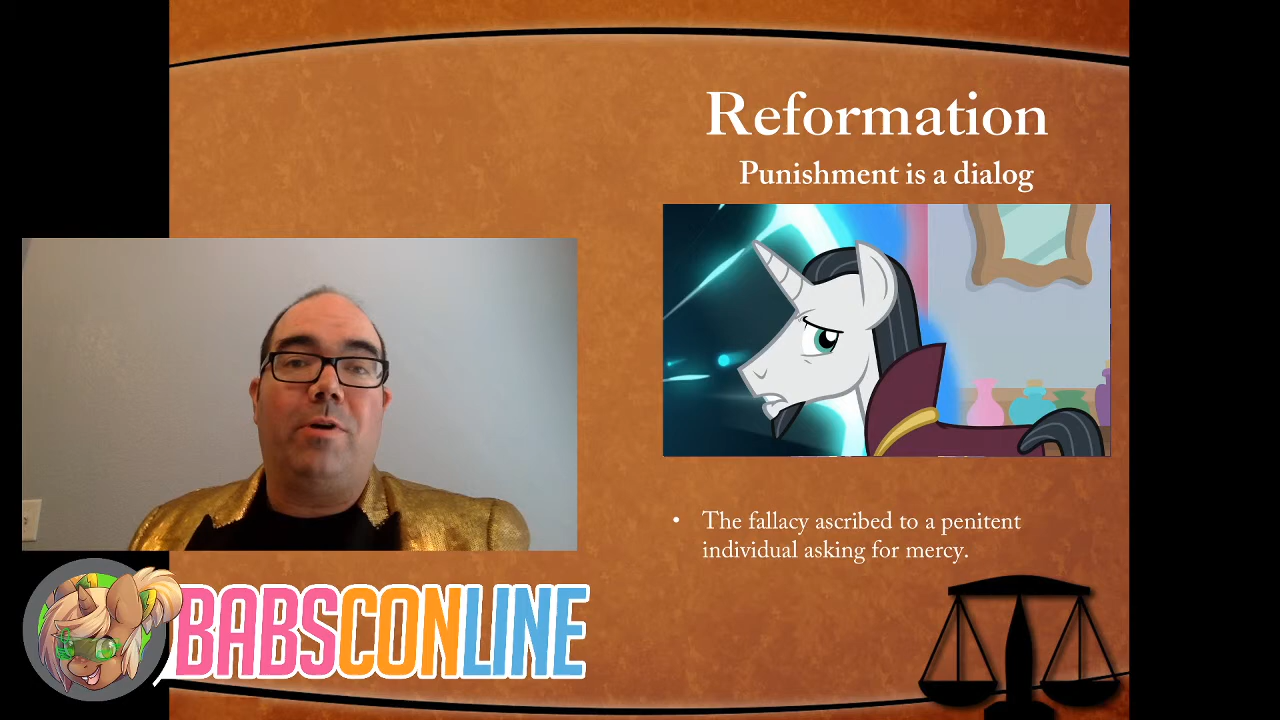 Reformation
Punishment is a dialog
• The fallacy ascribed to a penitent
individual asking for mercy.
BABSCONLINE